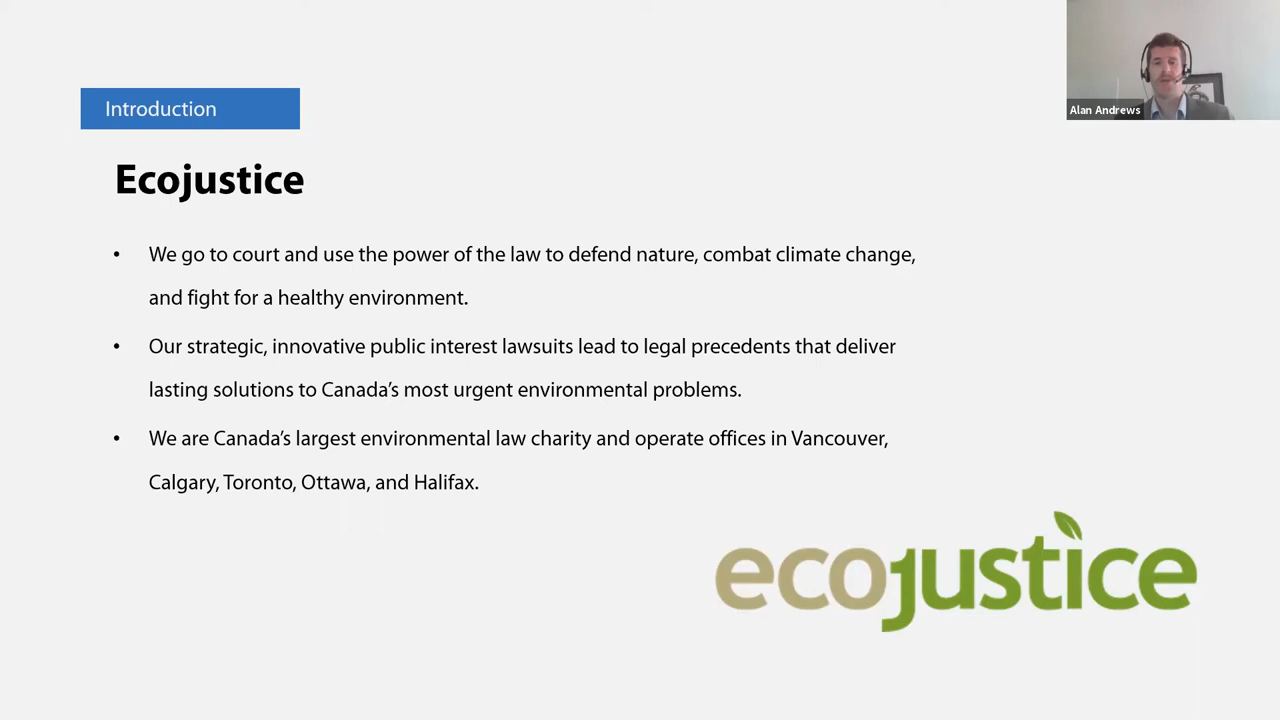 Introduction
Alan Andrews
Ecojustice
• We go to court and use the power of the law to defend nature, combat climate change,
and fight for a healthy environment.
• Our strategic, innovative public interest lawsuits lead to legal precedents that deliver
lasting solutions to Canada’s most urgent environmental problems.
• We are Canada’s largest environmental law charity and operate offices in Vancouver,
Calgary, Toronto, Ottawa, and Halifax.
ecojustice